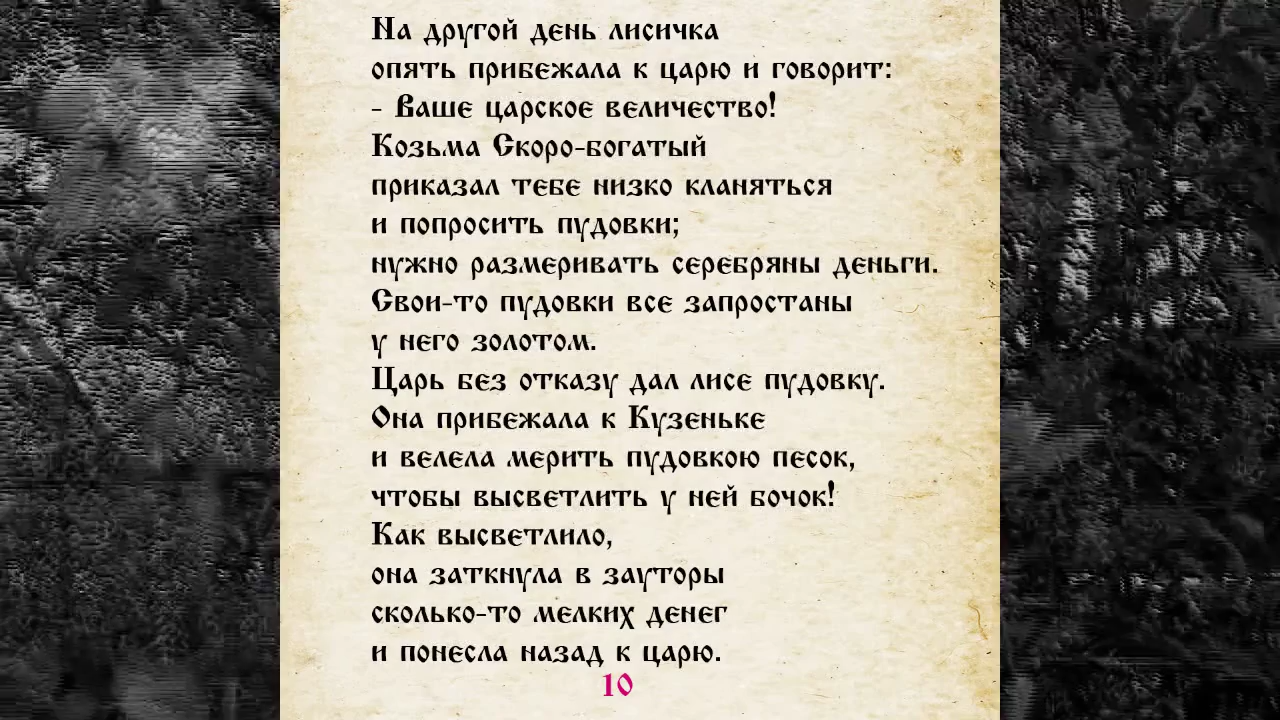 На другой день лисичка
опять прибежала к царю и говорит:
- Ваше царское величество!
Козьма Скоро-богатый
приказал тебе низко кланяться
и попросить пудовки;
нужно размеривать серебряны деньги.
Свои-то пудовки все запростаны
у него золотом.
Царь без отказу дал лисе пудовку.
Она прибежала к Кузеньке
и велела мерить пудовкою песок,
чтобы высветлить у ней бочок!
Как высветлило,
она заткнула в зауторы
сколько-то мелких денег
и понесла назад к царю.
10